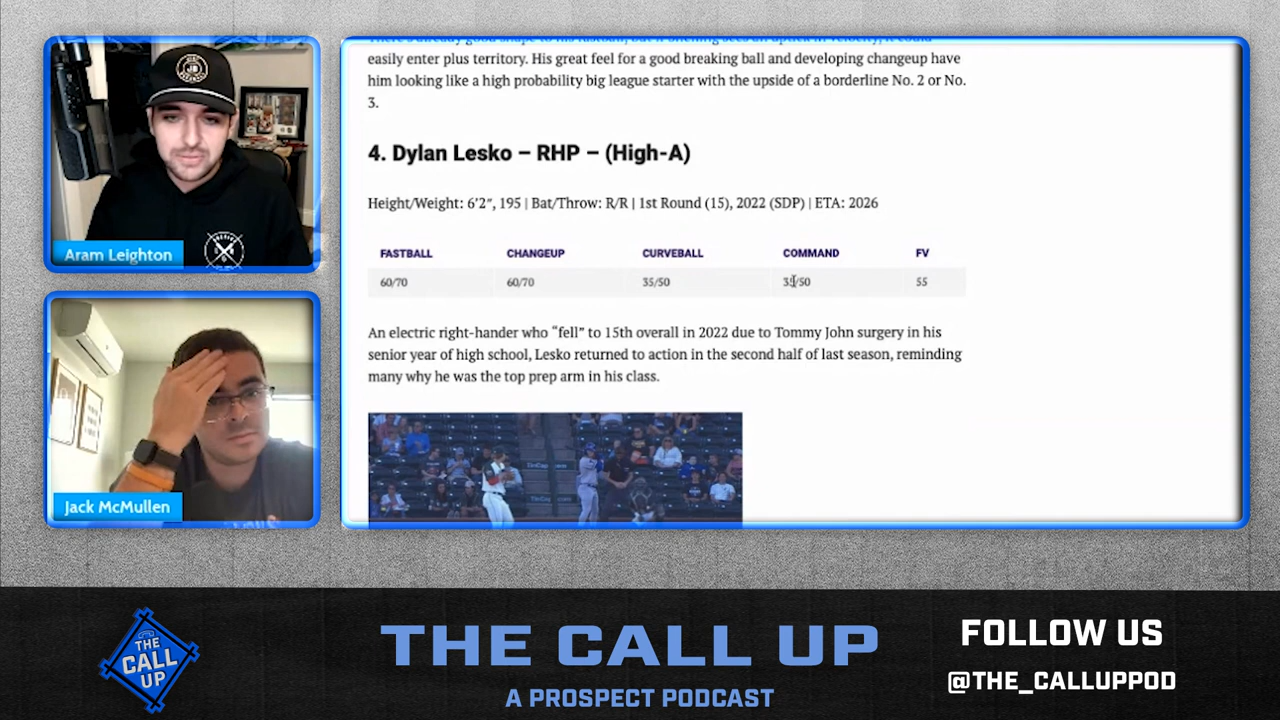 easily enter plus territory. His great feel for a good breaking ball and developing changeup have
him looking like a high probability big league starter with the upside of a borderline No. 2 or No.
3.
4. Dylan Lesko – RHP – (High-A)
Height/Weight: 6’2″, 195 | Bat/Throw: R/R | 1st Round (15), 2022 (SDP) | ETA: 2026
FASTBALL CHANGEUP CURVEBALL COMMAND FV
60/70 60/70 35/50 35/50 55
An electric right-hander who “fell” to 15th overall in 2022 due to Tommy John surgery in his
senior year of high school, Lesko returned to action in the second half of last season, reminding
many why he was the top prep arm in his class.
Aram Leighton
Jack McMullen
THE
CALL
UP
THE CALL UP
A PROSPECT PODCAST
FOLLOW US
@THE_CALLUPPOD